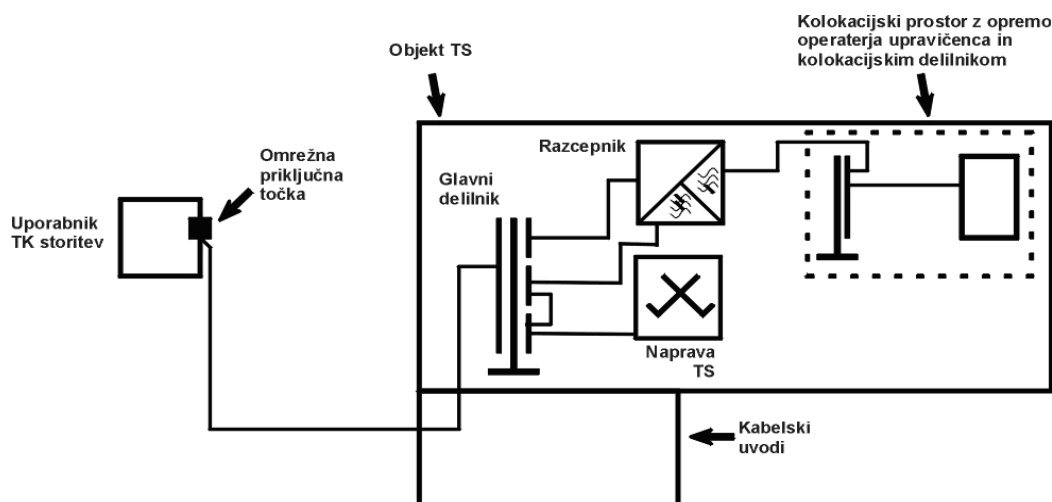 Kolokacijski prostor z opremo
operaterja upravičenca in
kolokacijskim delilnikom
Objekt TS
Razcepnik
Omrežna
priključna
točka
Glavni
delilnik
Uporabnik
TK storitev
Naprava
TS
Kabelski
uvodi